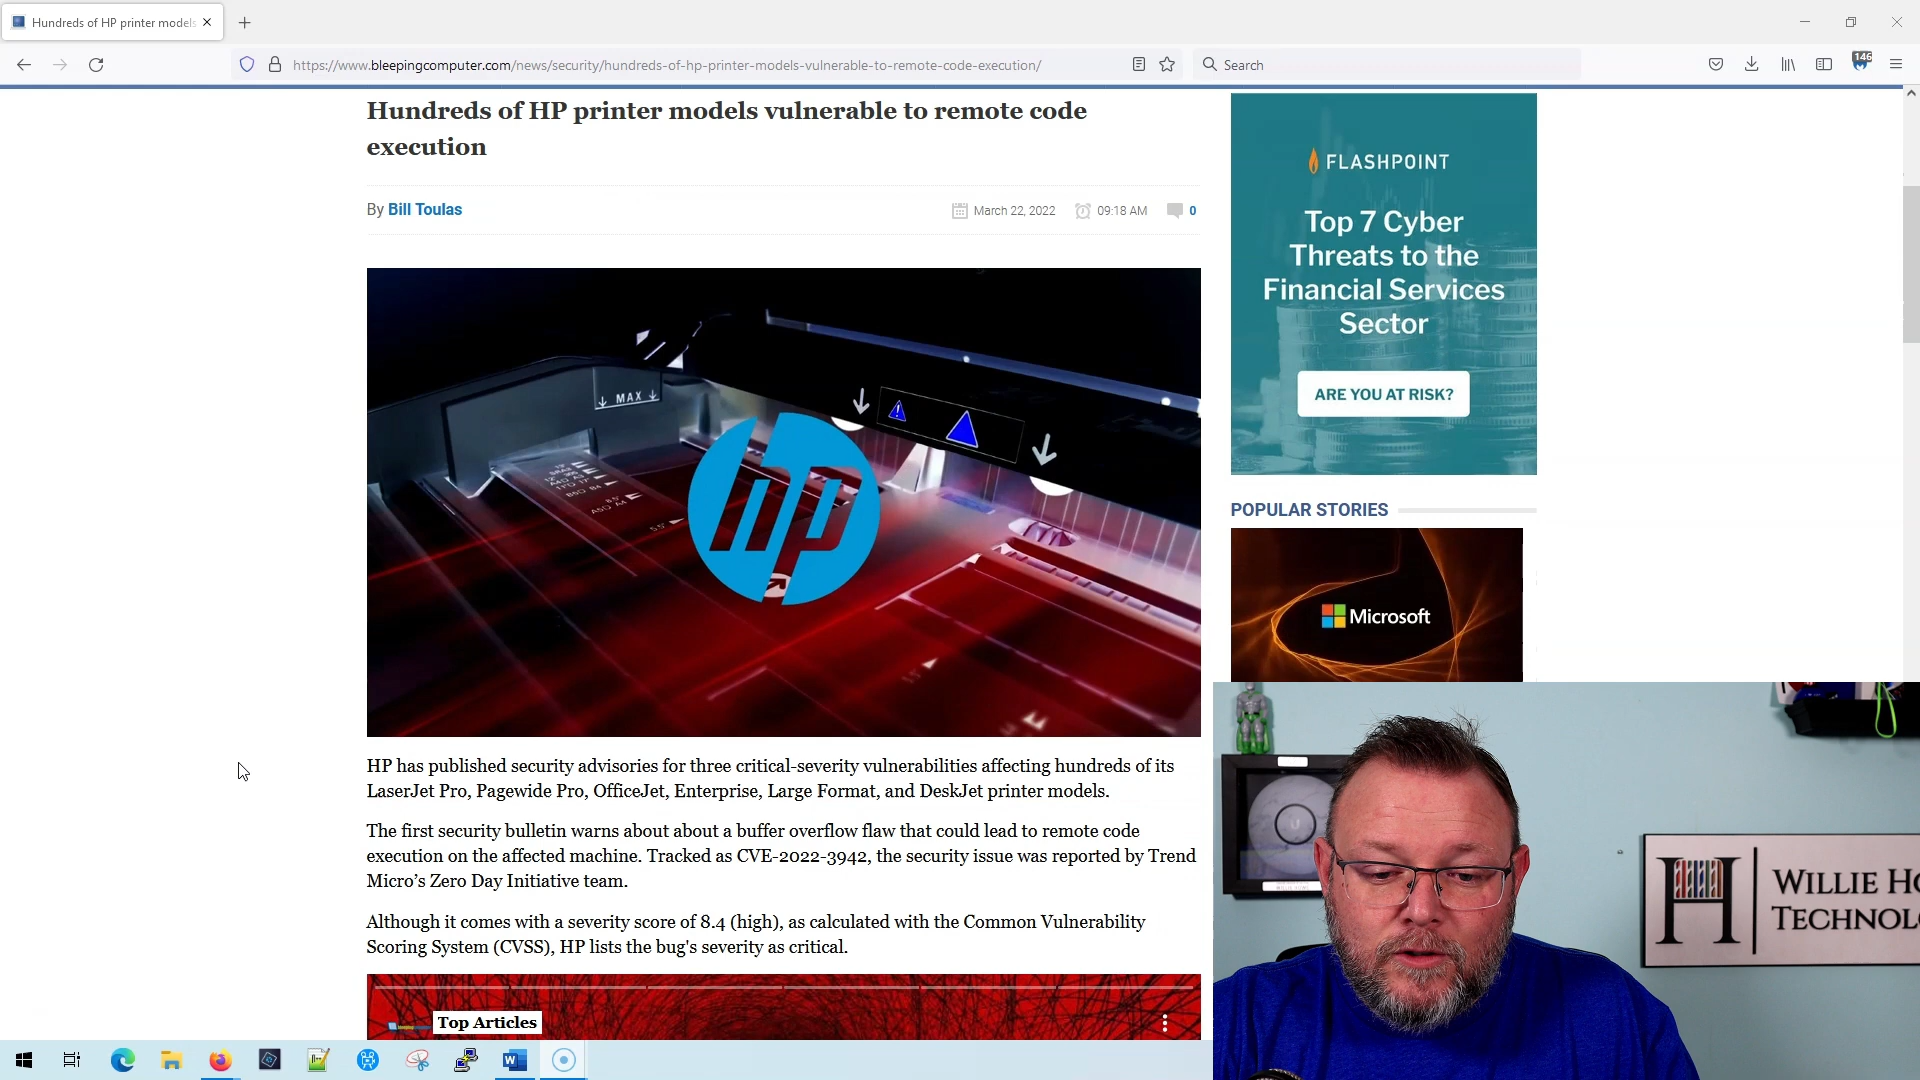 Hundreds of HP printer models
https://www.bleepingcomputer.com/news/security/hundreds-of-hp-printer-models-vulnerable-to-remote-code-execution/
Search
146
Hundreds of HP printer models vulnerable to remote code
execution
By Bill Toulas
March 22, 2022
09:18 AM
0
FLASHPOINT
Top 7 Cyber
Threats to the
Financial Services
Sector
ARE YOU AT RISK?
MAX
hp
POPULAR STORIES
Microsoft
HP has published security advisories for three critical-severity vulnerabilities affecting hundreds of its
LaserJet Pro, Pagewide Pro, OfficeJet, Enterprise, Large Format, and DeskJet printer models.
The first security bulletin warns about about a buffer overflow flaw that could lead to remote code
execution on the affected machine. Tracked as CVE-2022-3942, the security issue was reported by Trend
Micro's Zero Day Initiative team.
Although it comes with a severity score of 8.4 (high), as calculated with the Common Vulnerability
Scoring System (CVSS), HP lists the bug's severity as critical.
Top Articles
H
WILLIE HO
TECHNOLO